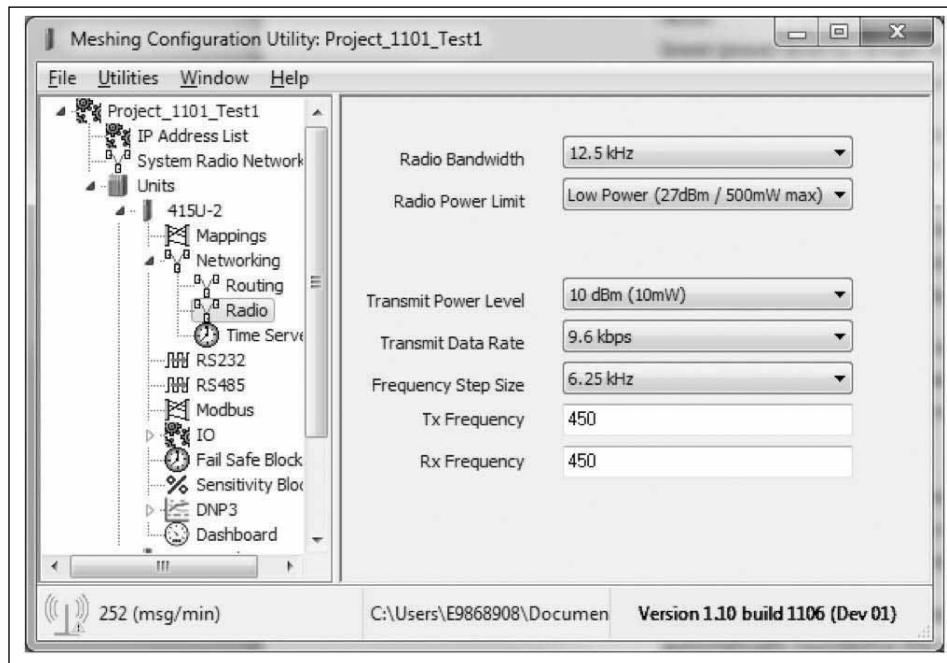 Meshing Configuration Utility: Project_1101_Test1
File Utilities Window Help
Project_1101_Test1
IP Address List
System Radio Network
Units
415U-2
Mappings
Networking
Routing
Radio
Time Serve
RS232
RS485
Modbus
IO
Fail Safe Block
Sensitivity Bloc
DNP3
Dashboard
Radio Bandwidth 12.5 kHz
Radio Power Limit Low Power (27dBm / 500mW max)
Transmit Power Level 10 dBm (10mW)
Transmit Data Rate 9.6 kbps
Frequency Step Size 6.25 kHz
Tx Frequency 450
Rx Frequency 450
252 (msg/min) C:\Users\E9868908\Documen Version 1.10 build 1106 (Dev 01)